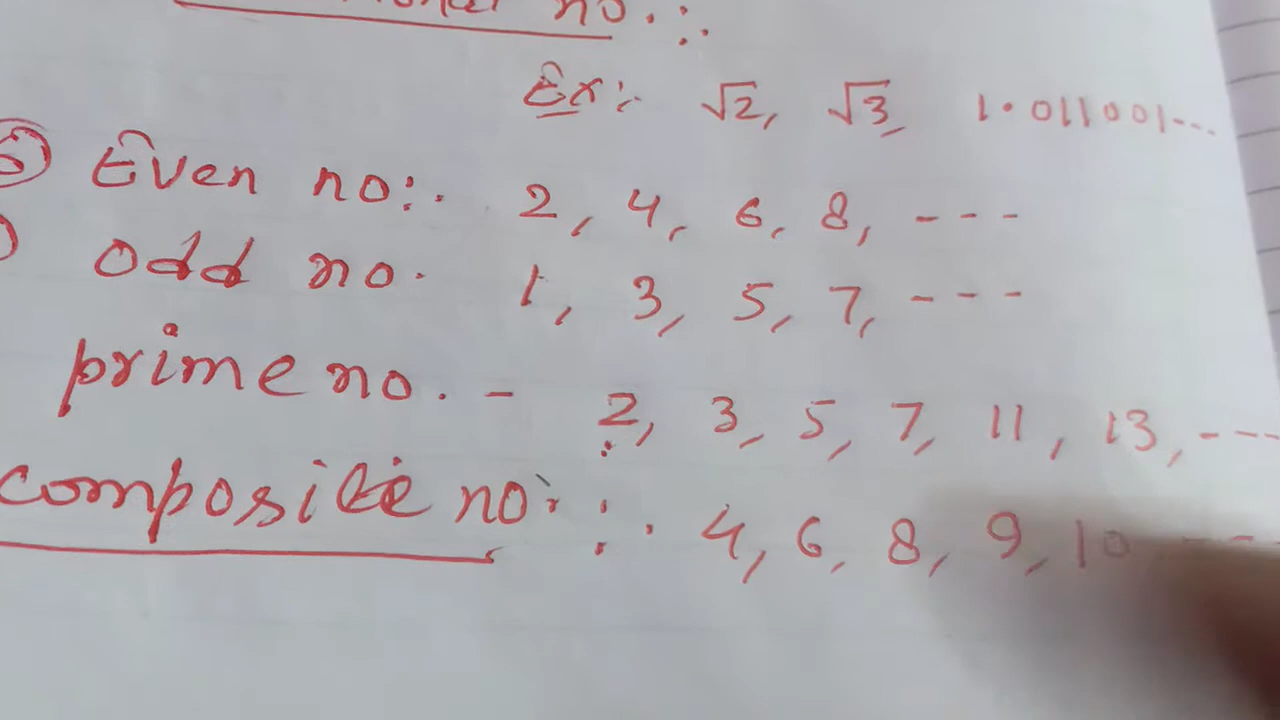 no.:
Ex:- √2, √3, 1.011001...
Even no:- 2, 4, 6, 8, ---
Odd no. 1, 3, 5, 7, ---
prime no. - 2, 3, 5, 7, 11, 13, ---
composite no:- 4, 6, 8, 9, 10 ---